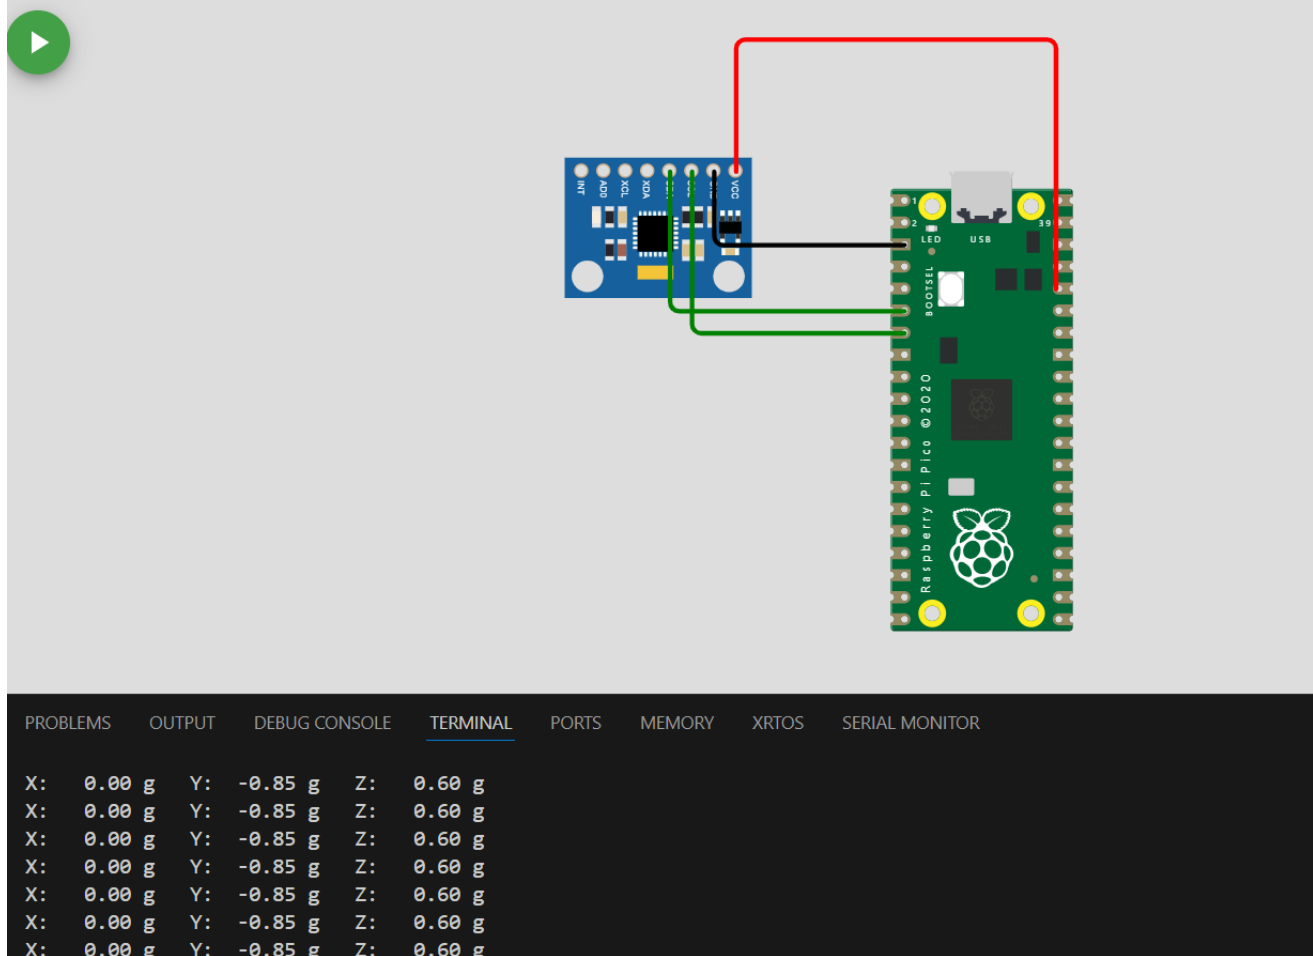 INT AD0 XCL XDA VCC
1
2 39
LED USB
BOOTSEL
Raspberry Pi Pico ©2020
PROBLEMS OUTPUT DEBUG CONSOLE TERMINAL PORTS MEMORY XRTOS SERIAL MONITOR
X: 0.00 g Y: -0.85 g Z: 0.60 g
X: 0.00 g Y: -0.85 g Z: 0.60 g
X: 0.00 g Y: -0.85 g Z: 0.60 g
X: 0.00 g Y: -0.85 g Z: 0.60 g
X: 0.00 g Y: -0.85 g Z: 0.60 g
X: 0.00 g Y: -0.85 g Z: 0.60 g
X: 0.00 g Y: -0.85 g Z: 0.60 g